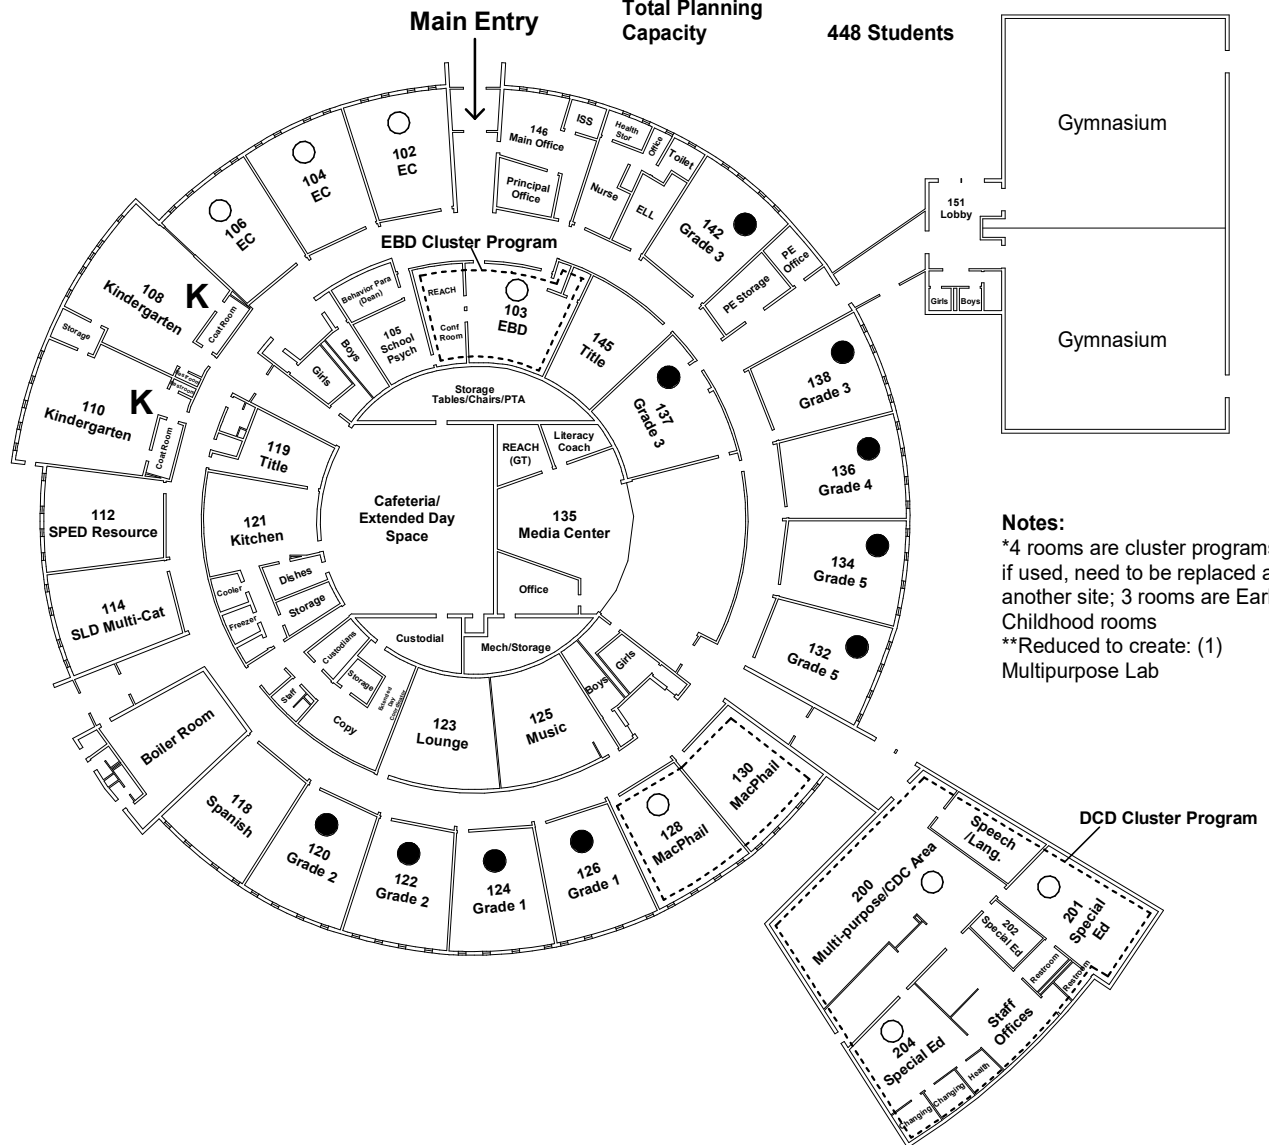 Main Entry
Total Planning
Capacity
448 Students
146
Main Office
ISS
Health
Stor
Office
Toilet
Principal
Office
Nurse
ELL
142
Grade 3
PE
Office
PE Storage
102
EC
104
EC
106
EC
108
Kindergarten
K
Coat Room
Storage
Restroom
Restroom
110
Kindergarten
K
Coat Room
Gymnasium
151
Lobby
Girls
Boys
Gymnasium
EBD Cluster Program
Behavior Para
(Dean)
REACH
103
EBD
Conf
Room
105
School
Psych
Boys
Girls
145
Title
137
Grade 3
Storage
Tables/Chairs/PTA
138
Grade 3
136
Grade 4
134
Grade 5
132
Grade 5
119
Title
REACH
(GT)
Literacy
Coach
Cafeteria/
Extended Day
Space
135
Media Center
Office
112
SPED Resource
121
Kitchen
Dishes
Cooler
Storage
Freezer
114
SLD Multi-Cat
Custodial
Mech/Storage
Custodians
Storage
Extended
Day
Coordinator
Staff
Copy
123
Lounge
125
Music
Boys
Girls
Boiler Room
118
Spanish
120
Grade 2
122
Grade 2
124
Grade 1
126
Grade 1
128
MacPhail
130
MacPhail
Notes:
*4 rooms are cluster programs
if used, need to be replaced a
another site; 3 rooms are Earl
Childhood rooms
**Reduced to create: (1)
Multipurpose Lab
DCD Cluster Program
Speech
/Lang.
200
Multi-purpose/CDC Area
201
Special
Ed
202
Special Ed
Restroom
Restroom
Staff
Offices
204
Special Ed
Health
Changing
Changing